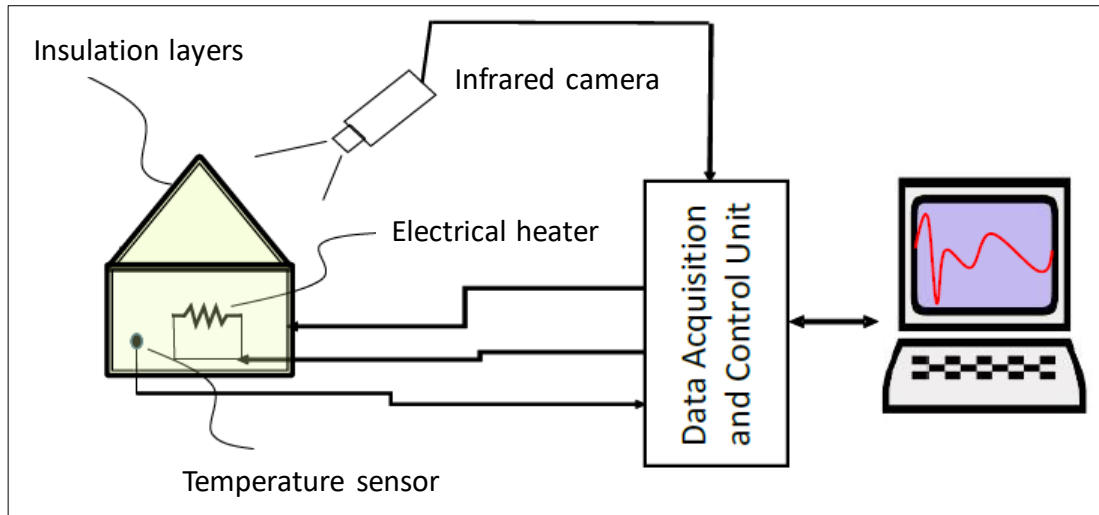 Insulation layers
Infrared camera
Electrical heater
Data Acquisition
and Control Unit
Temperature sensor